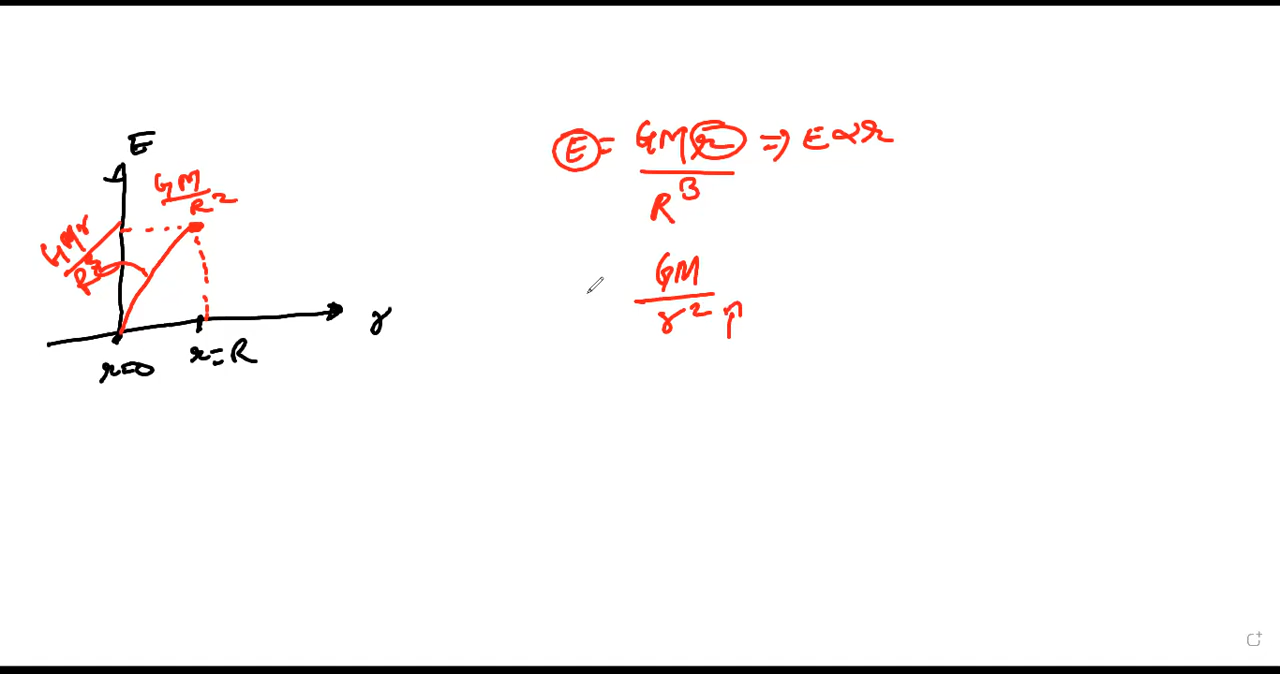 E
GM/R²
GMr/R³
r
r=0
r=R
E = GMr/R³ ⇒ E ∝ r
GM/r² ↑